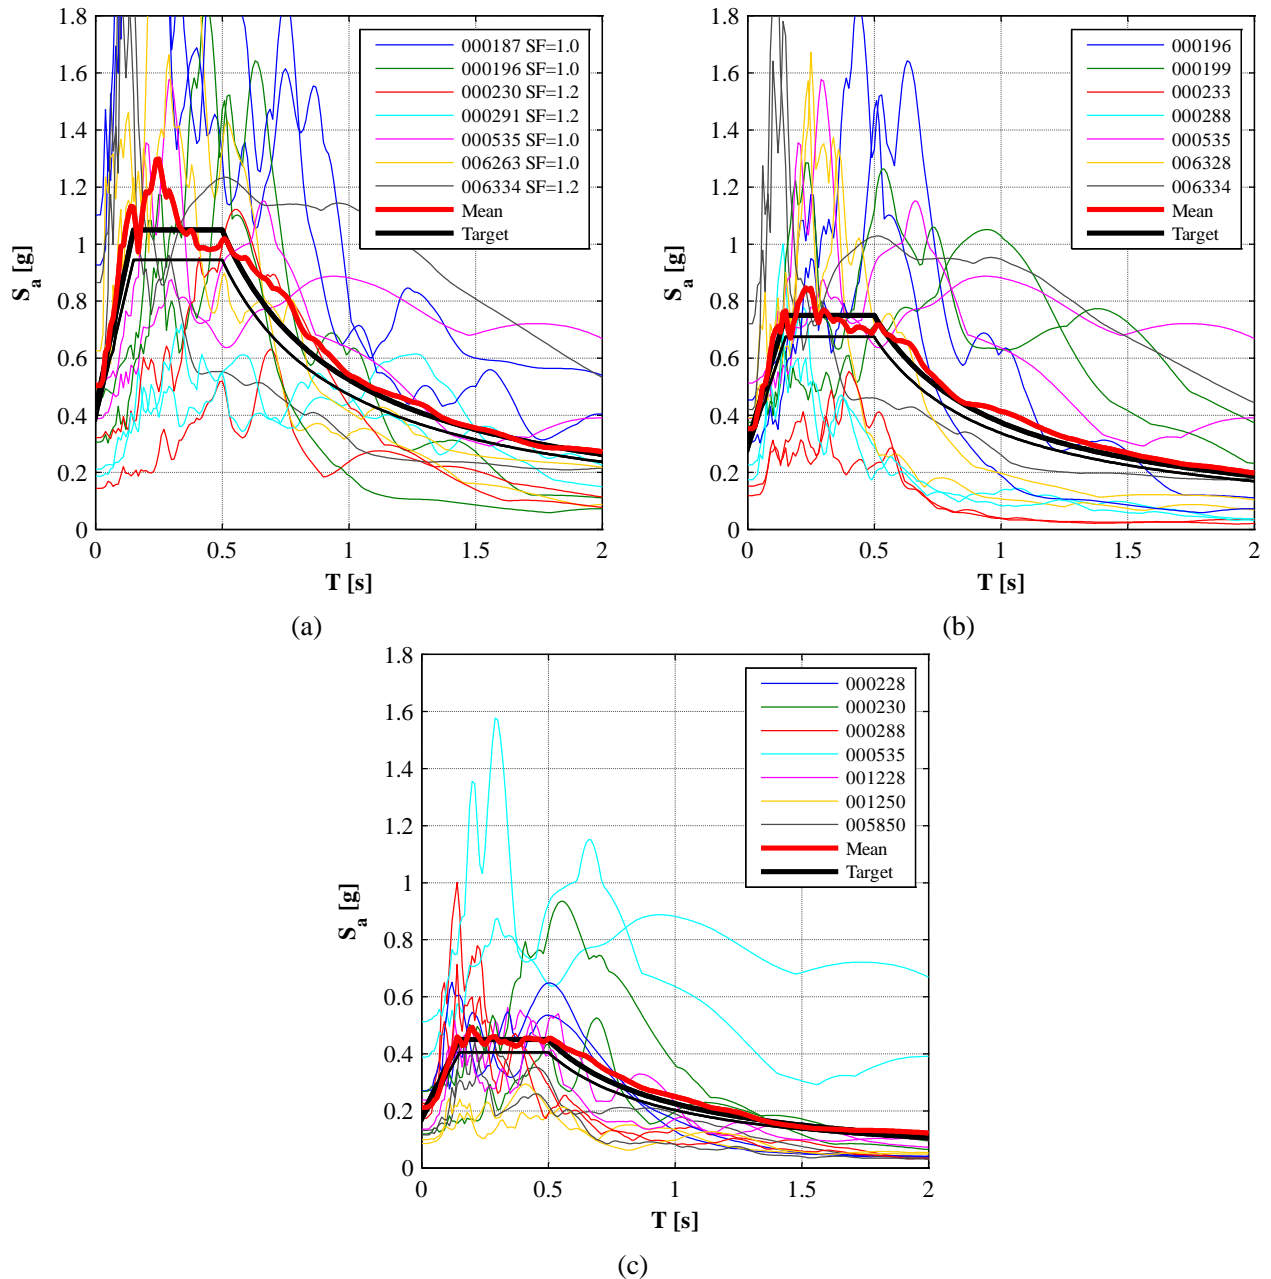 1.8
1.6
1.4
1.2
1
0.8
0.6
0.4
0.2
0
S_a [g]
0 0.5 1 1.5 2
T [s]
000187 SF=1.0
000196 SF=1.0
000230 SF=1.2
000291 SF=1.2
000535 SF=1.0
006263 SF=1.0
006334 SF=1.2
Mean
Target
(a)
1.8
1.6
1.4
1.2
1
0.8
0.6
0.4
0.2
0
S_a [g]
0 0.5 1 1.5 2
T [s]
000196
000199
000233
000288
000535
006328
006334
Mean
Target
(b)
1.8
1.6
1.4
1.2
1
0.8
0.6
0.4
0.2
0
S_a [g]
0 0.5 1 1.5 2
T [s]
000228
000230
000288
000535
001228
001250
005850
Mean
Target
(c)